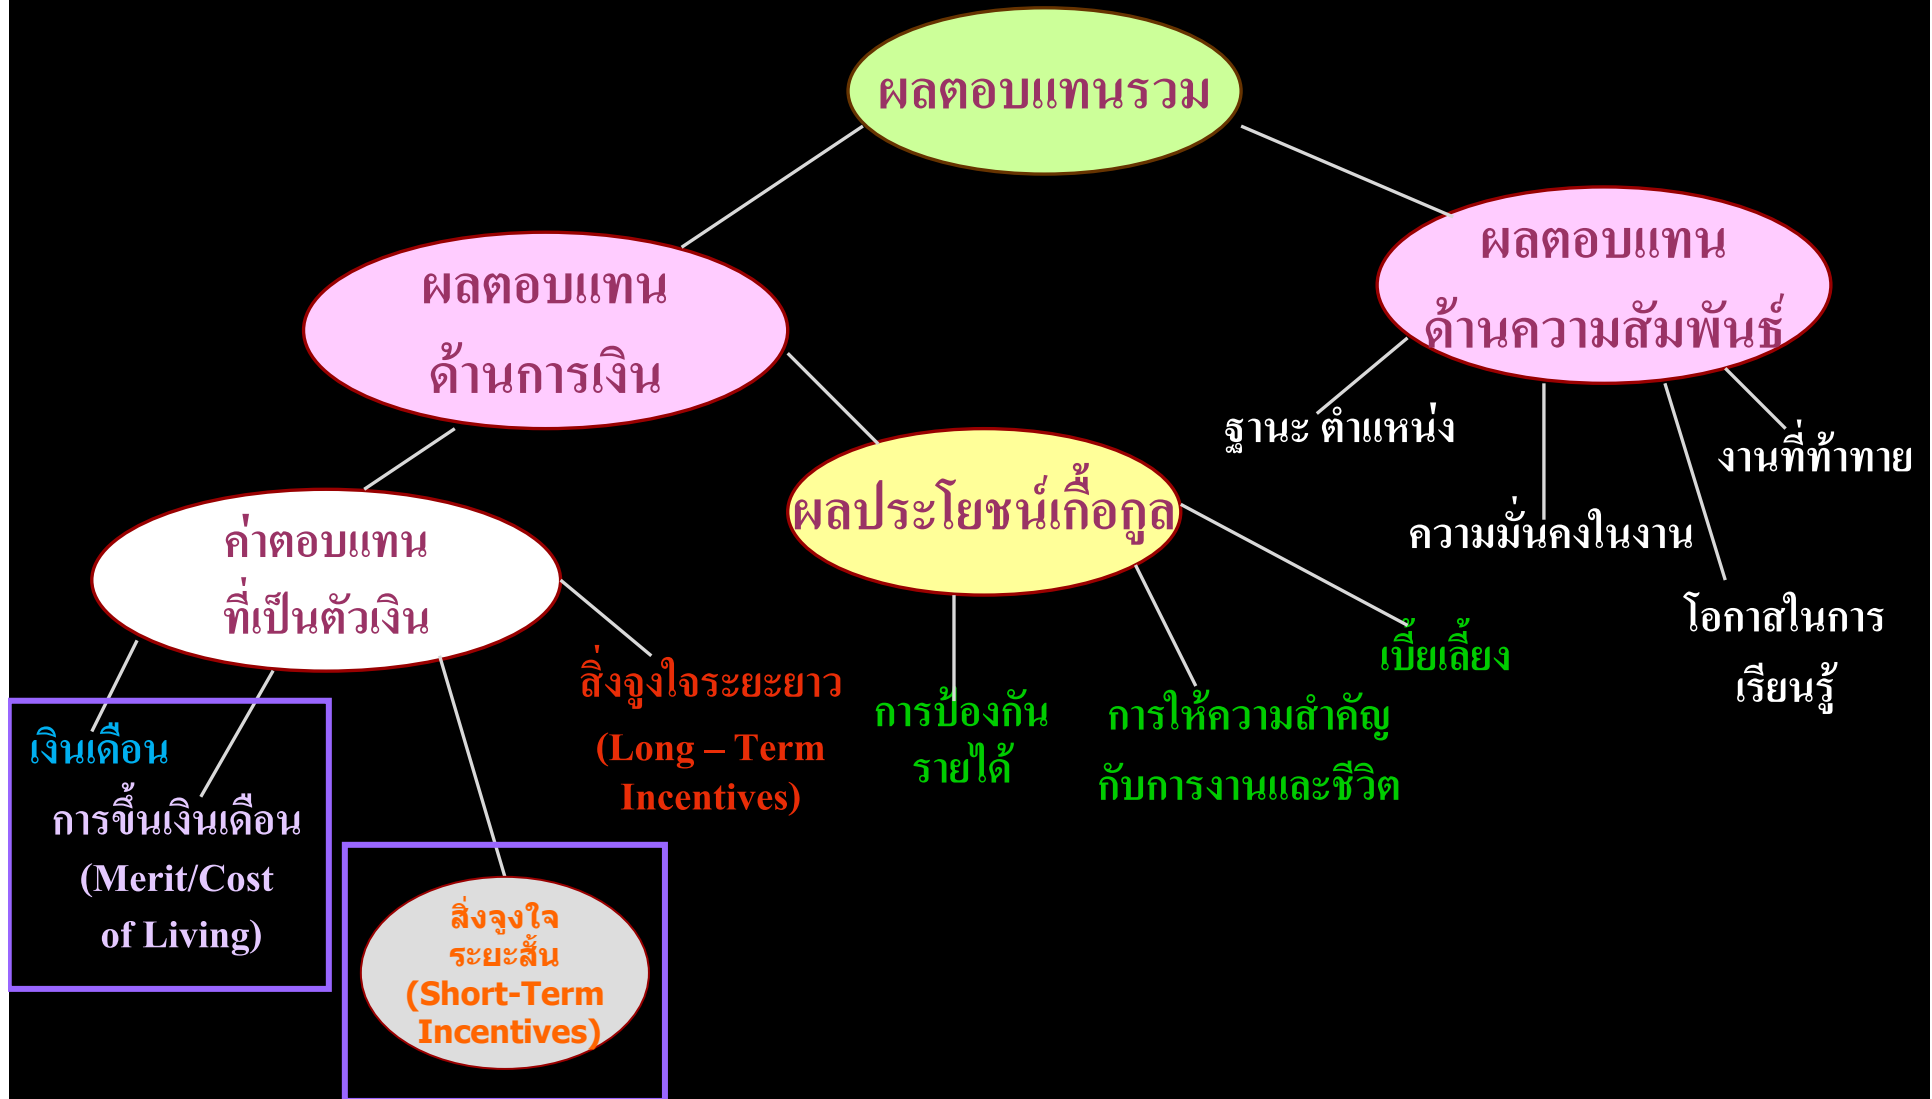 ผลตอบแทนรวม
ผลตอบแทน
ด้านการเงิน
ผลตอบแทน
ด้านความสัมพันธ์
ค่าตอบแทน
ที่เป็นตัวเงิน
ผลประโยชน์เกื้อกูล
ฐานะ ตำแหน่ง
ความมั่นคงในงาน
โอกาสในการ
เรียนรู้
งานที่ท้าทาย
เงินเดือน
การขึ้นเงินเดือน
(Merit/Cost
of Living)
สิ่งจูงใจ
ระยะสั้น
(Short-Term
Incentives)
สิ่งจูงใจระยะยาว
(Long – Term
Incentives)
การป้องกัน
รายได้
การให้ความสำคัญ
กับการงานและชีวิต
เบี้ยเลี้ยง